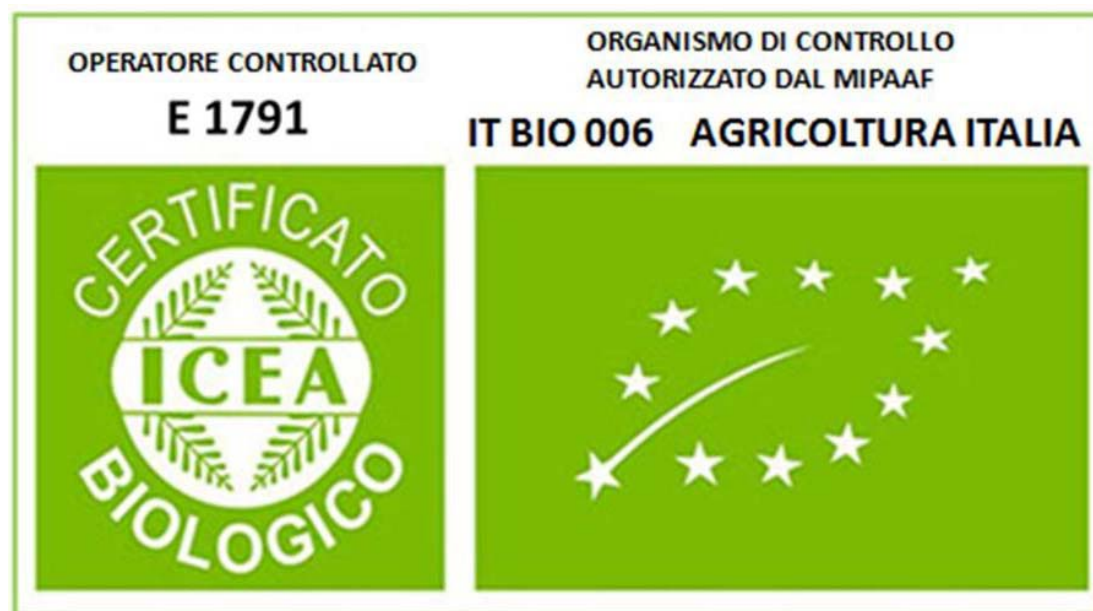 OPERATORE CONTROLLATO
E 1791
ORGANISMO DI CONTROLLO
AUTORIZZATO DAL MIPAAF
IT BIO 006 AGRICOLTURA ITALIA
CERTIFICATO
ICEA
BIOLOGICO